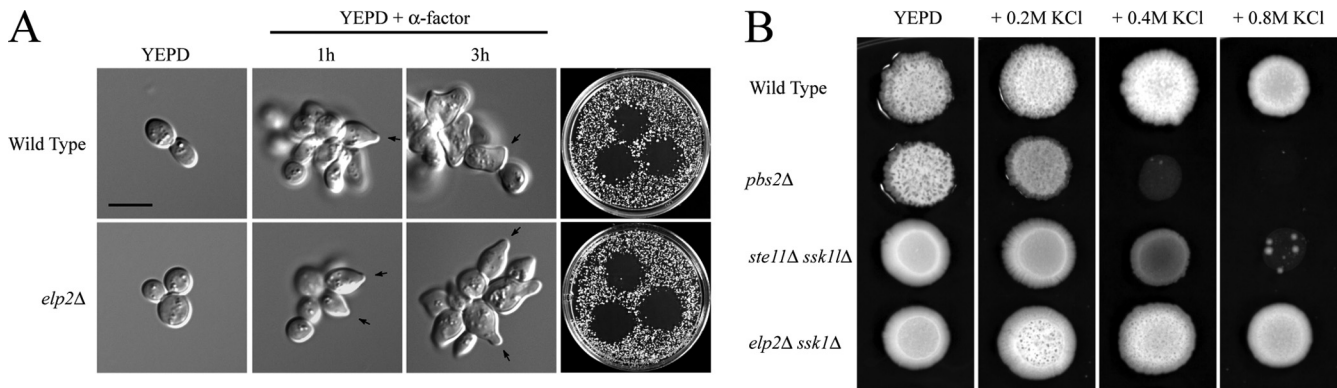 A
YEPD + α-factor
YEPD
1h
3h
Wild Type
elp2Δ
B
YEPD
+ 0.2M KCl
+ 0.4M KCl
+ 0.8M KCl
Wild Type
pbs2Δ
ste11Δ ssk1lΔ
elp2Δ ssk1Δ